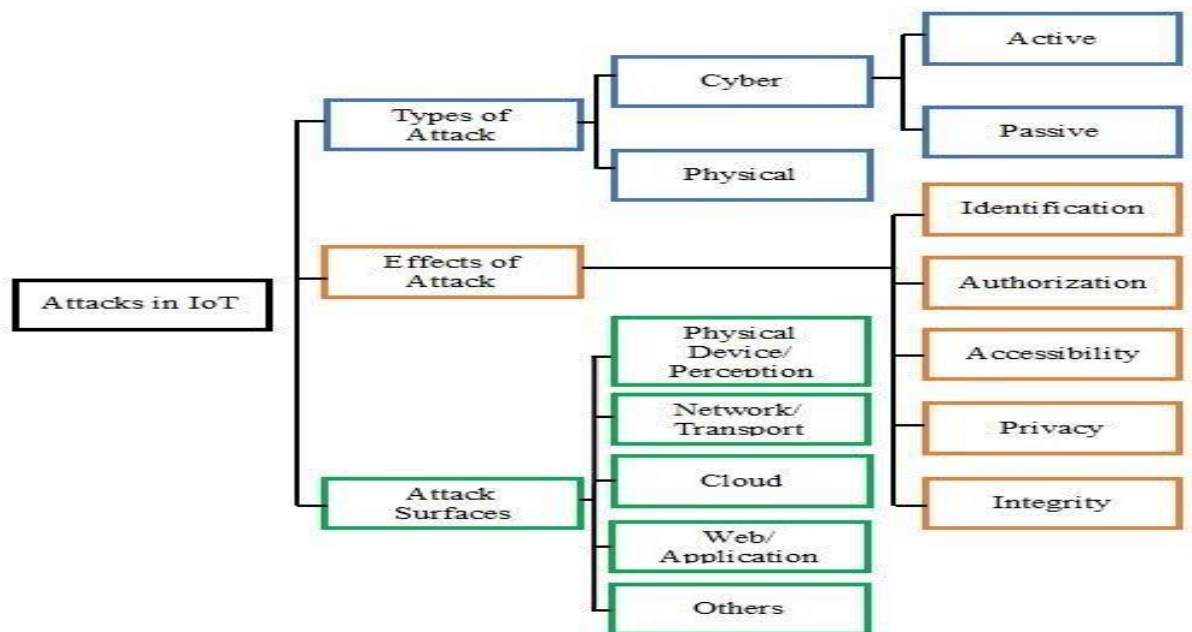 Attacks in IoT
Types of
Attack
Cyber
Active
Passive
Physical
Effects of
Attack
Identification
Authorization
Accessibility
Privacy
Integrity
Attack
Surfaces
Physical
Device/
Perception
Network/
Transport
Cloud
Web/
Application
Others